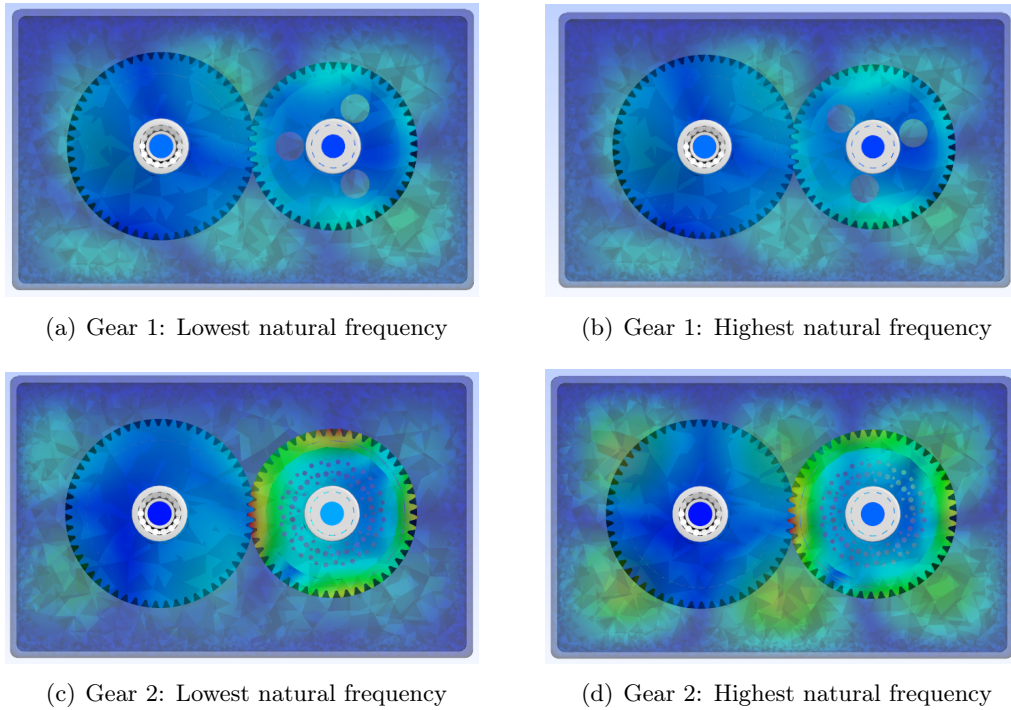 (a) Gear 1: Lowest natural frequency
(b) Gear 1: Highest natural frequency
(c) Gear 2: Lowest natural frequency
(d) Gear 2: Highest natural frequency